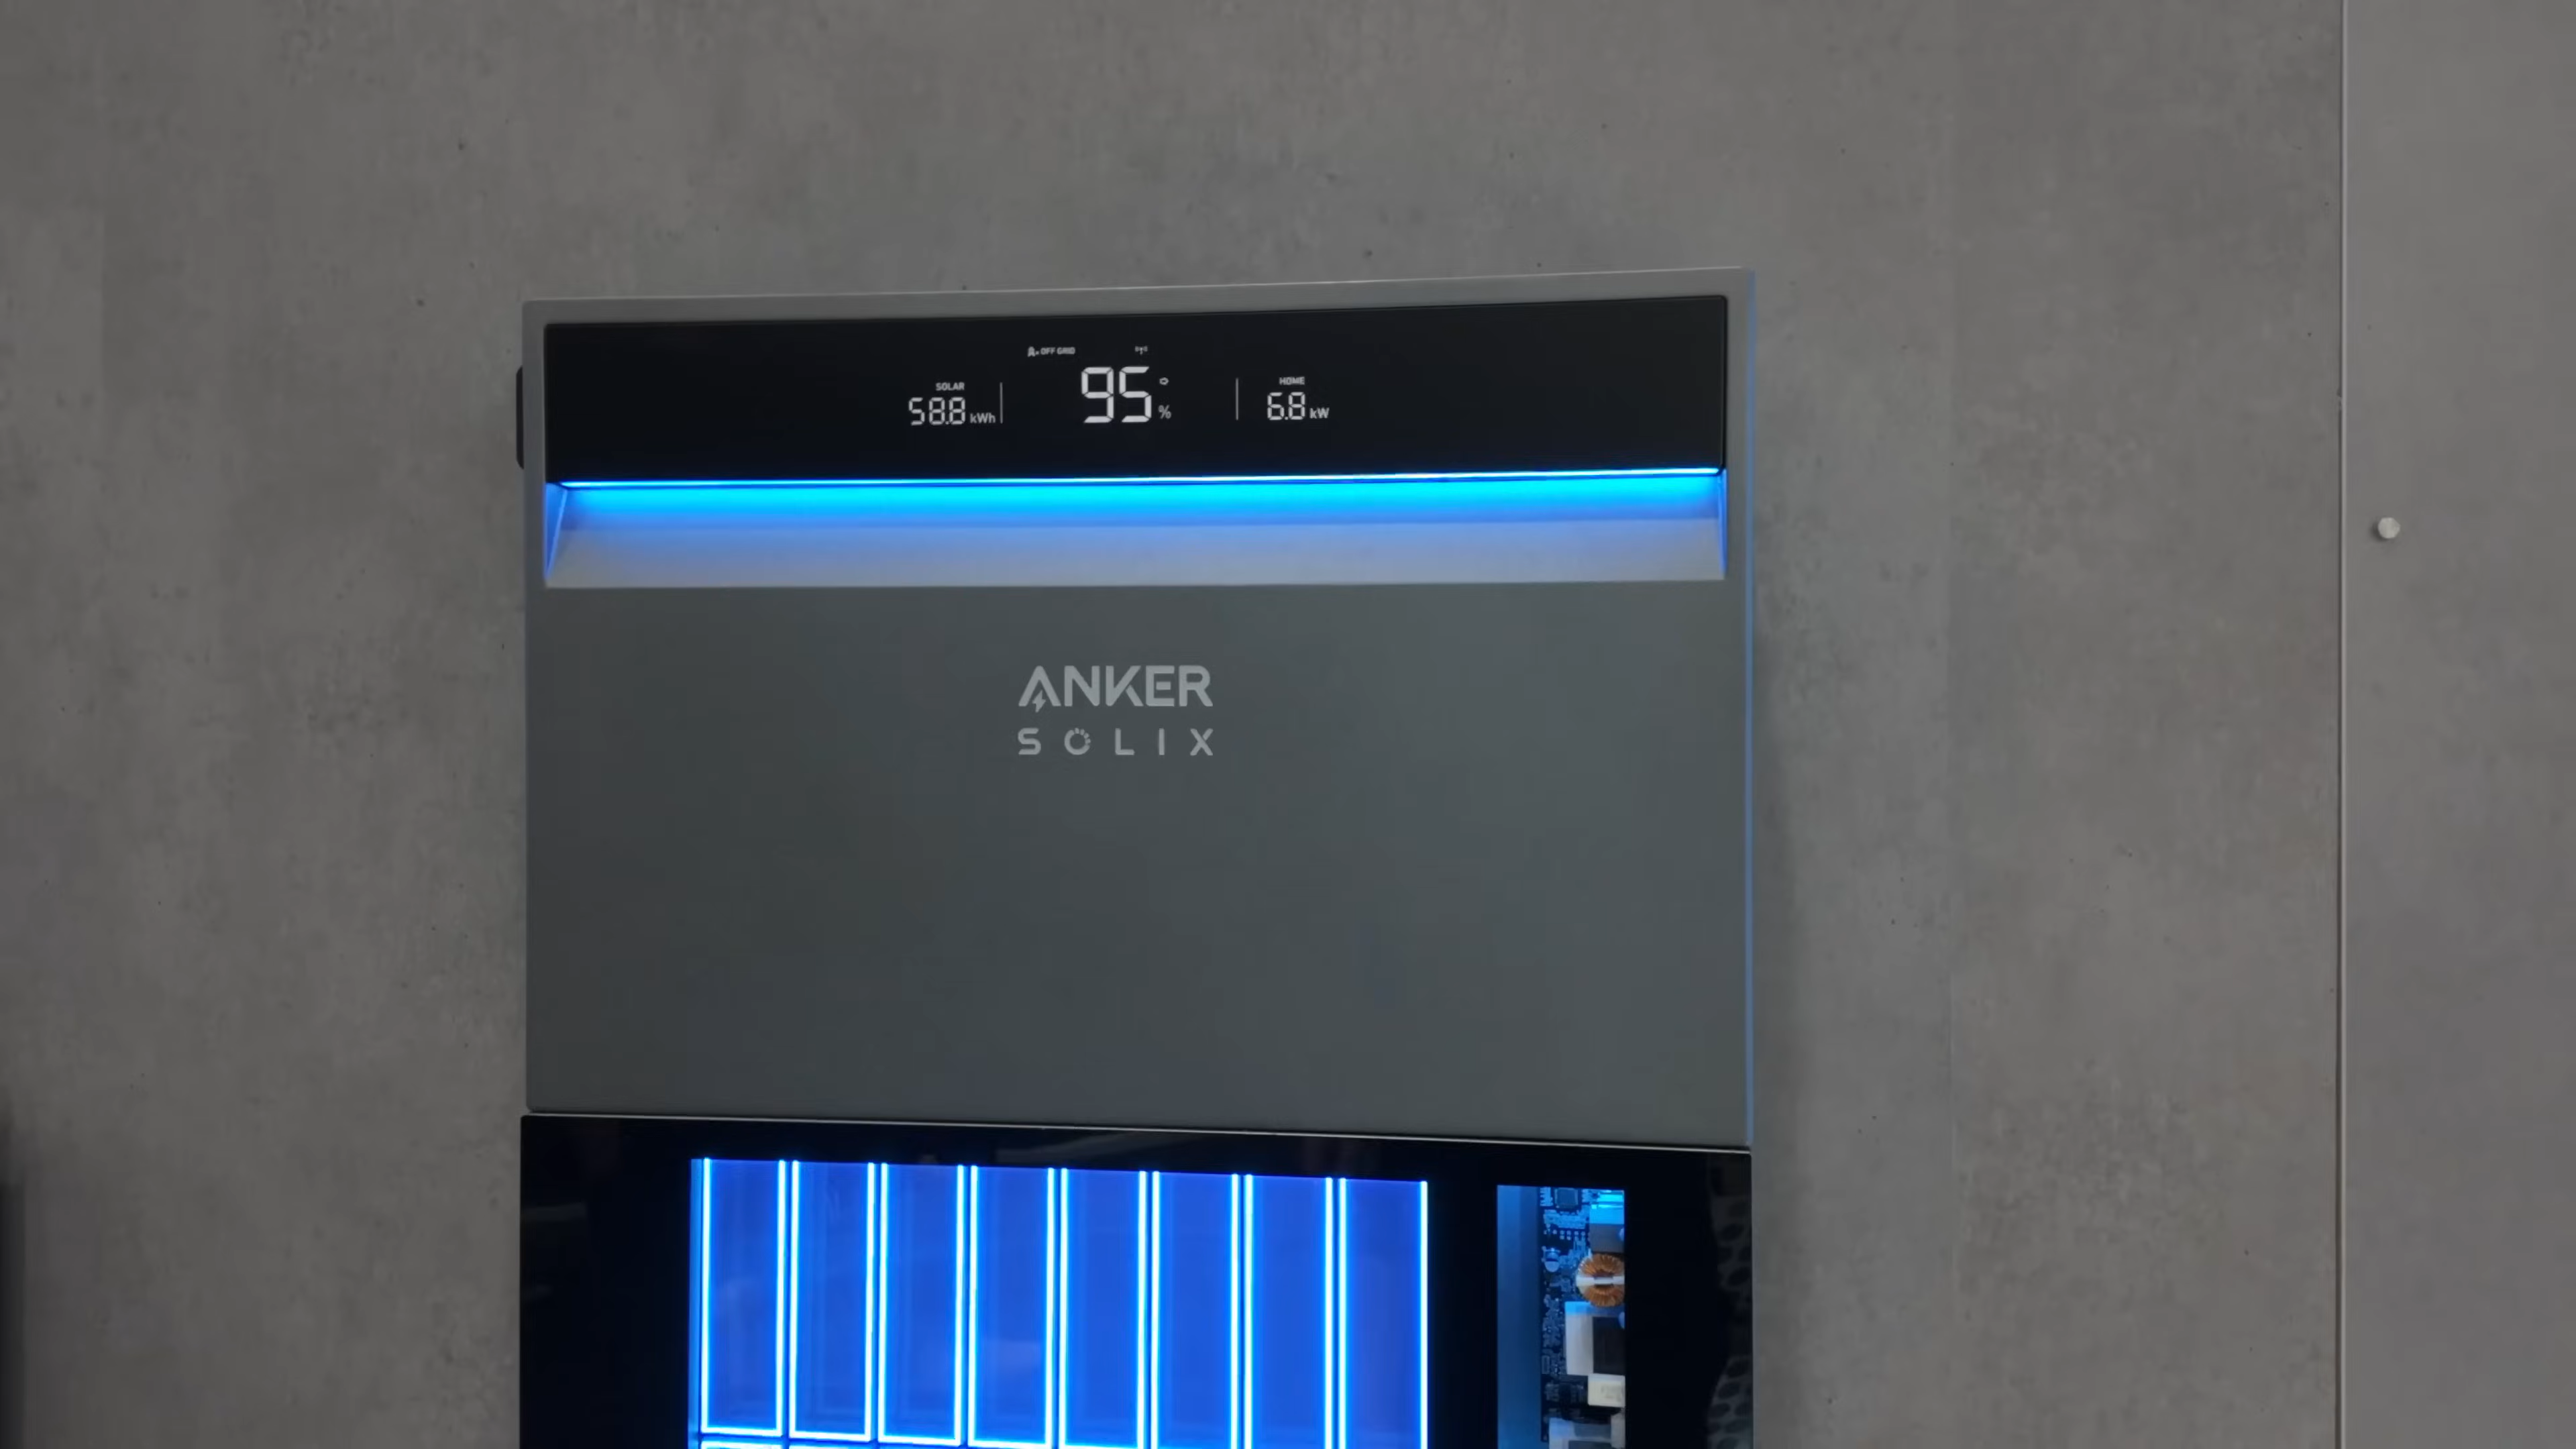 OFF GRID
SOLAR
58.8 kWh
95 %
HOME
6.8 kW
ANKER
SOLIX